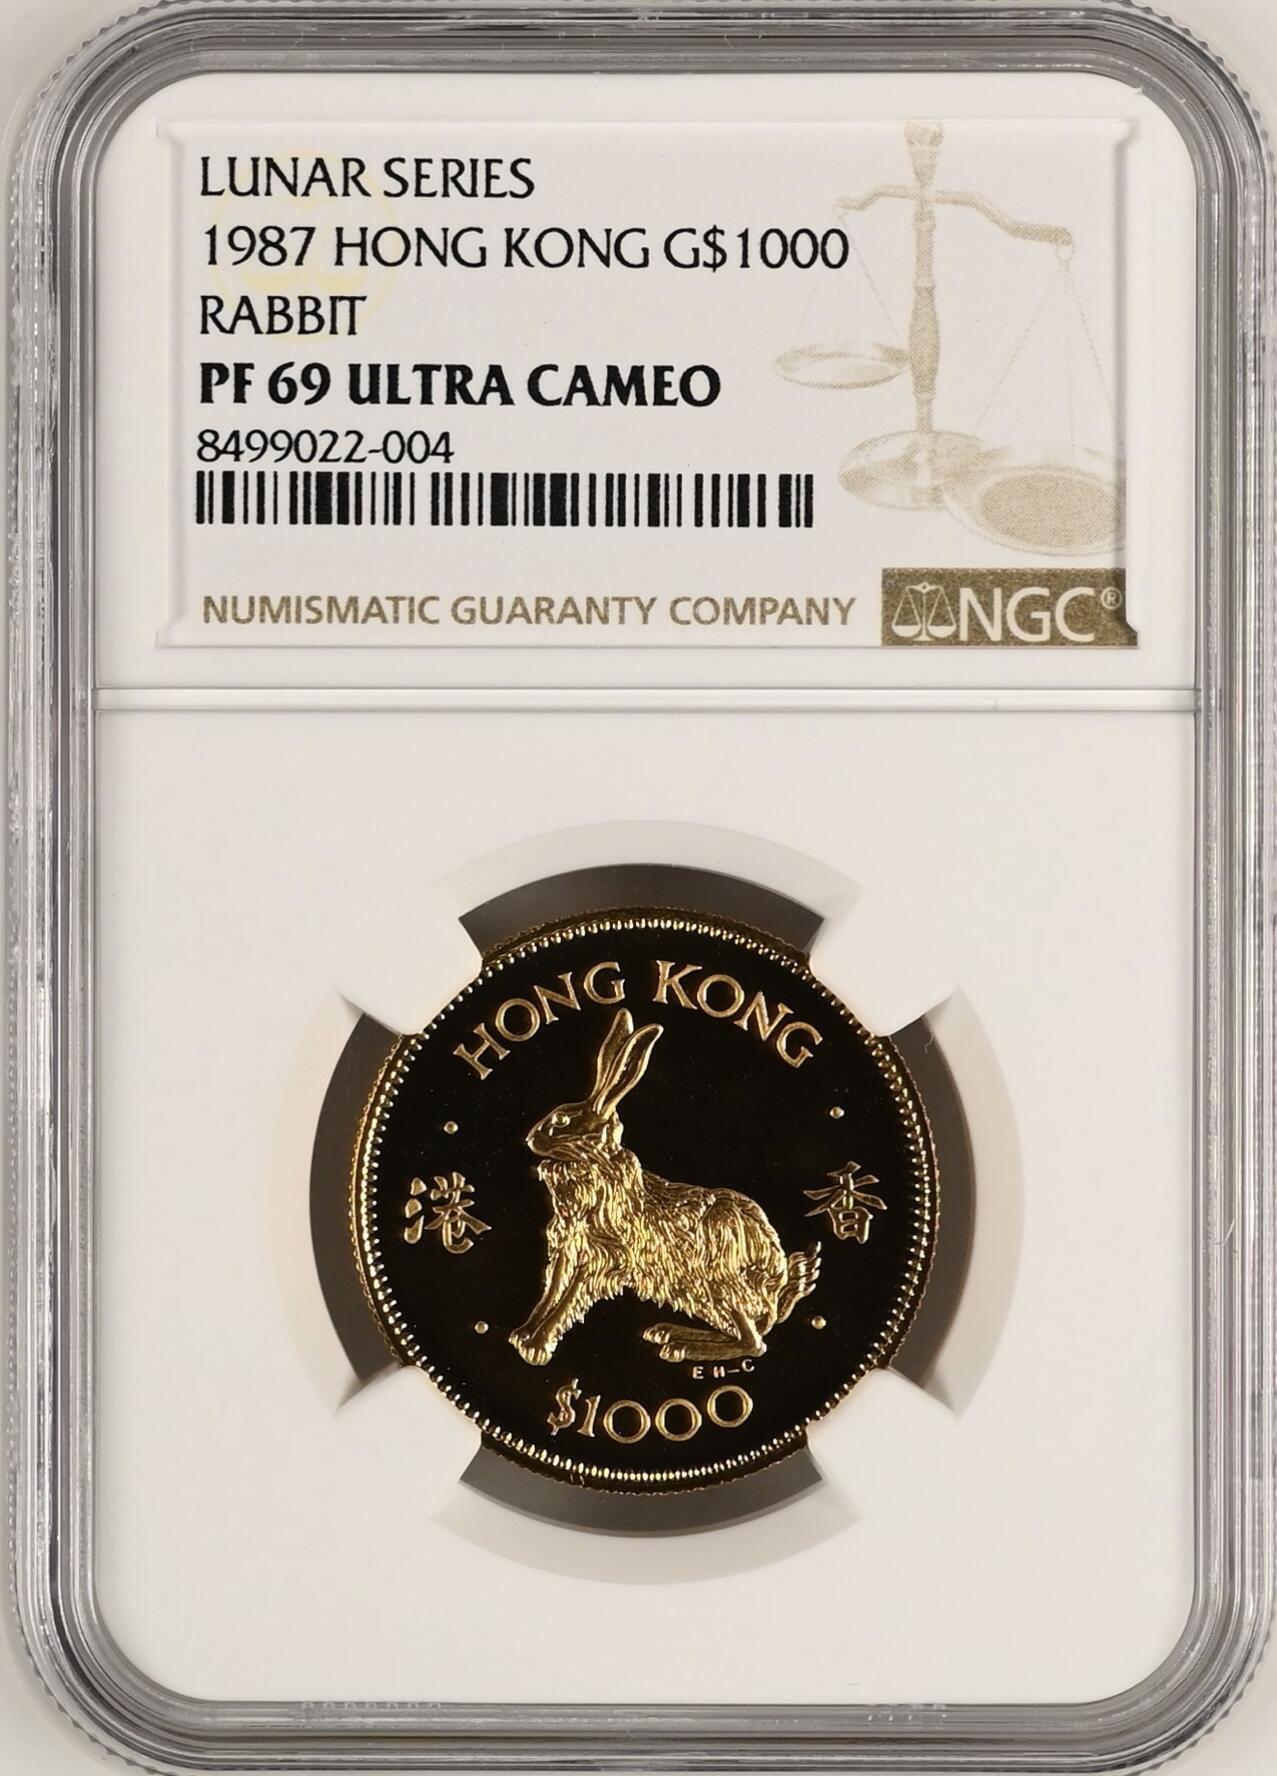 LUNAR SERIES
1987 HONG KONG G$1000
RABBIT
PF 69 ULTRA CAMEO
8499022-004
NUMISMATIC GUARANTY COMPANY
NGC®
HONG KONG
港
香
EH-C
$1000